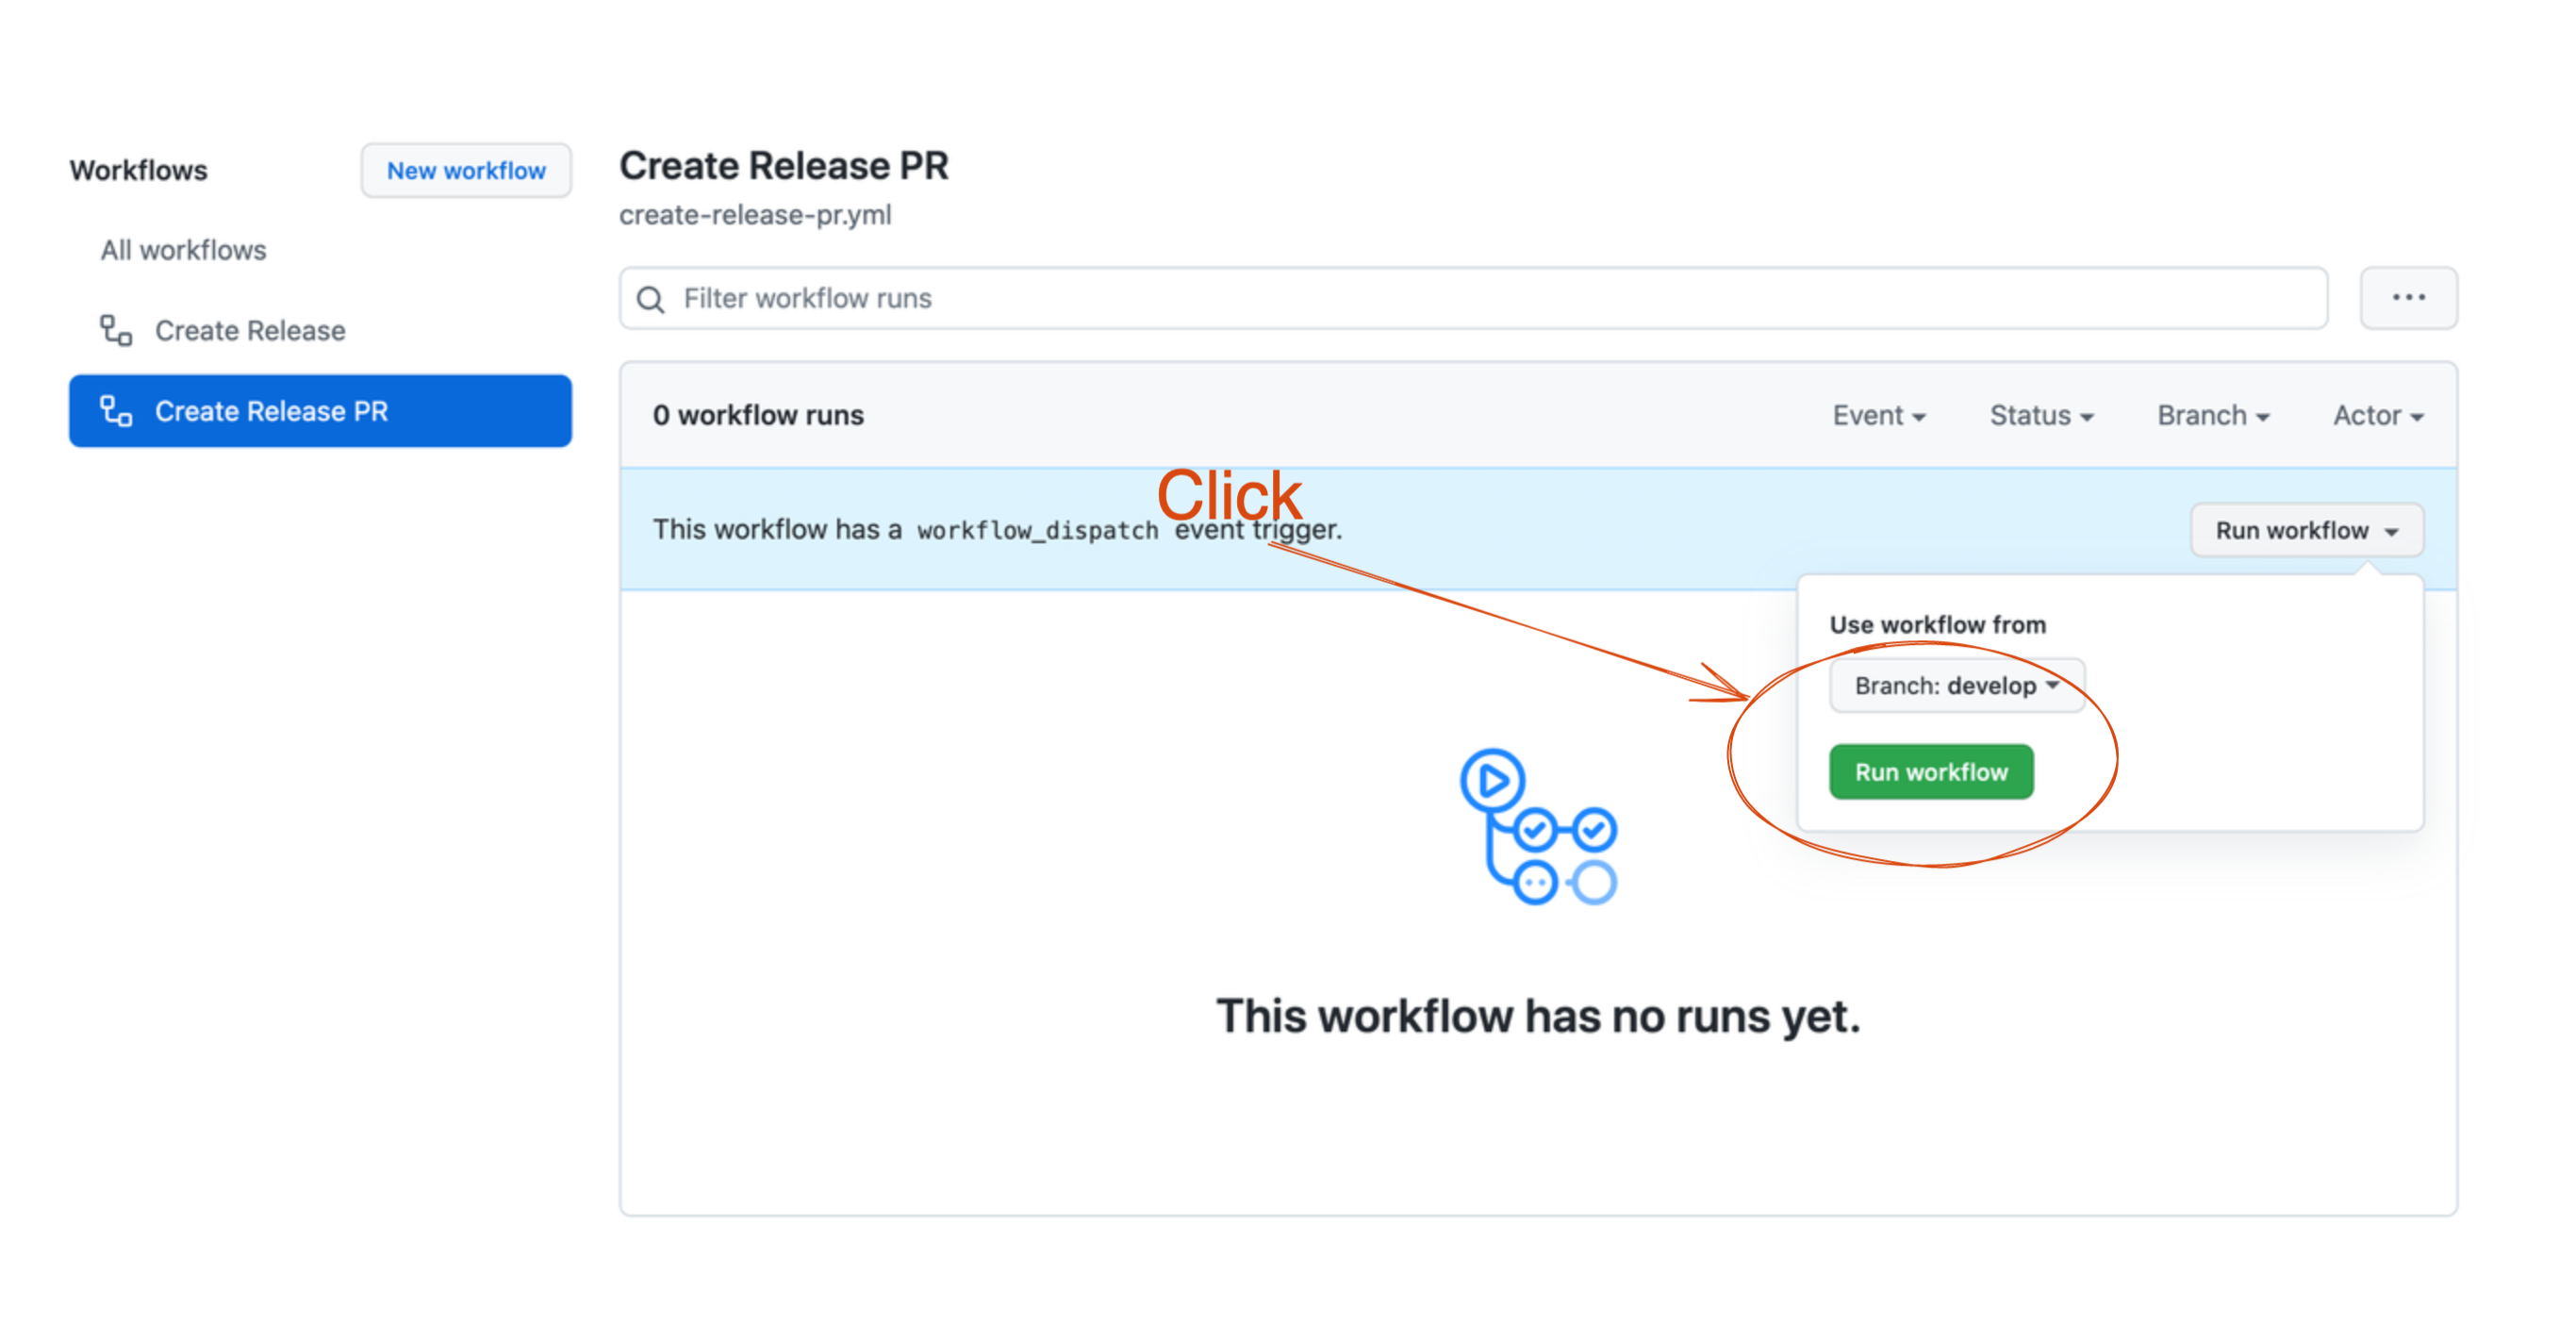 Workflows
New workflow
All workflows
Create Release
Create Release PR
Create Release PR
create-release-pr.yml
Filter workflow runs
0 workflow runs
Event
Status
Branch
Actor
Click
This workflow has a workflow_dispatch event trigger.
Run workflow
Use workflow from
Branch: develop
Run workflow
This workflow has no runs yet.